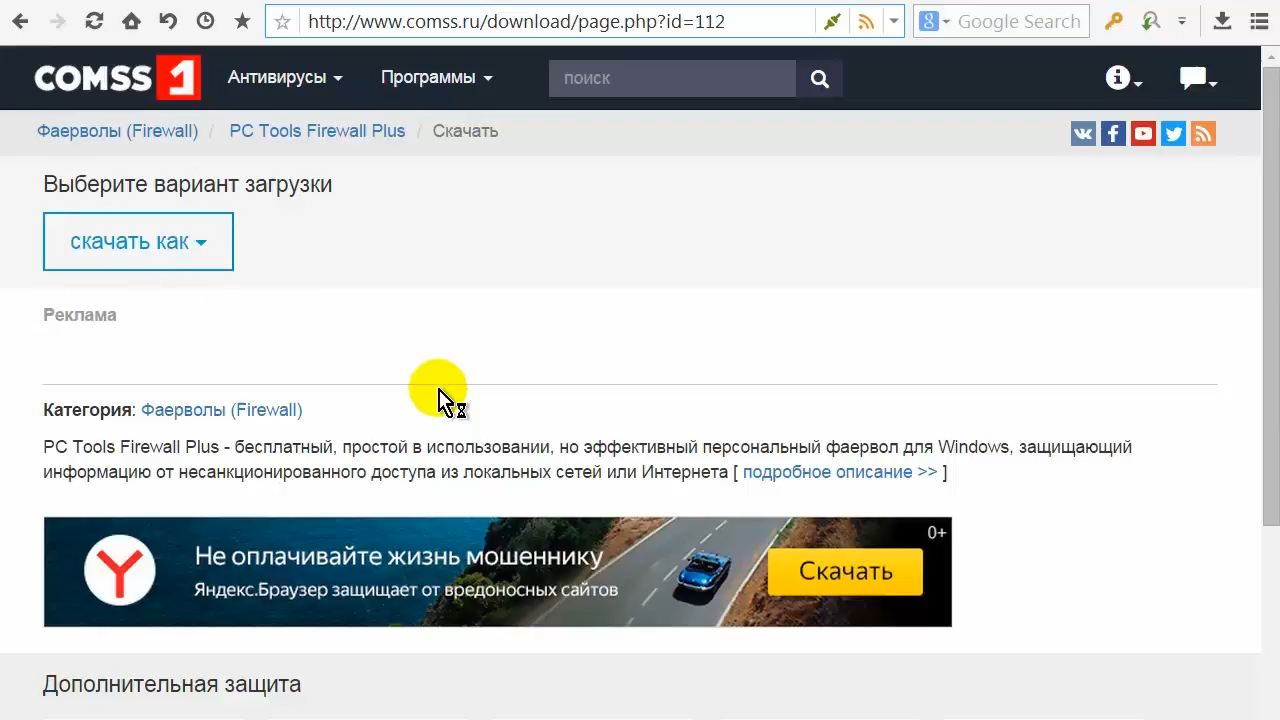 http://www.comss.ru/download/page.php?id=112
Google Search
COMSS 1
Антивирусы
Программы
поиск
Фаерволы (Firewall) / PC Tools Firewall Plus / Скачать
Выберите вариант загрузки
скачать как
Реклама
Категория: Фаерволы (Firewall)
PC Tools Firewall Plus - бесплатный, простой в использовании, но эффективный персональный фаервол для Windows, защищающий
информацию от несанкционированного доступа из локальных сетей или Интернета [ подробное описание >> ]
Не оплачивайте жизнь мошеннику
Яндекс.Браузер защищает от вредоносных сайтов
Скачать
0+
Дополнительная защита